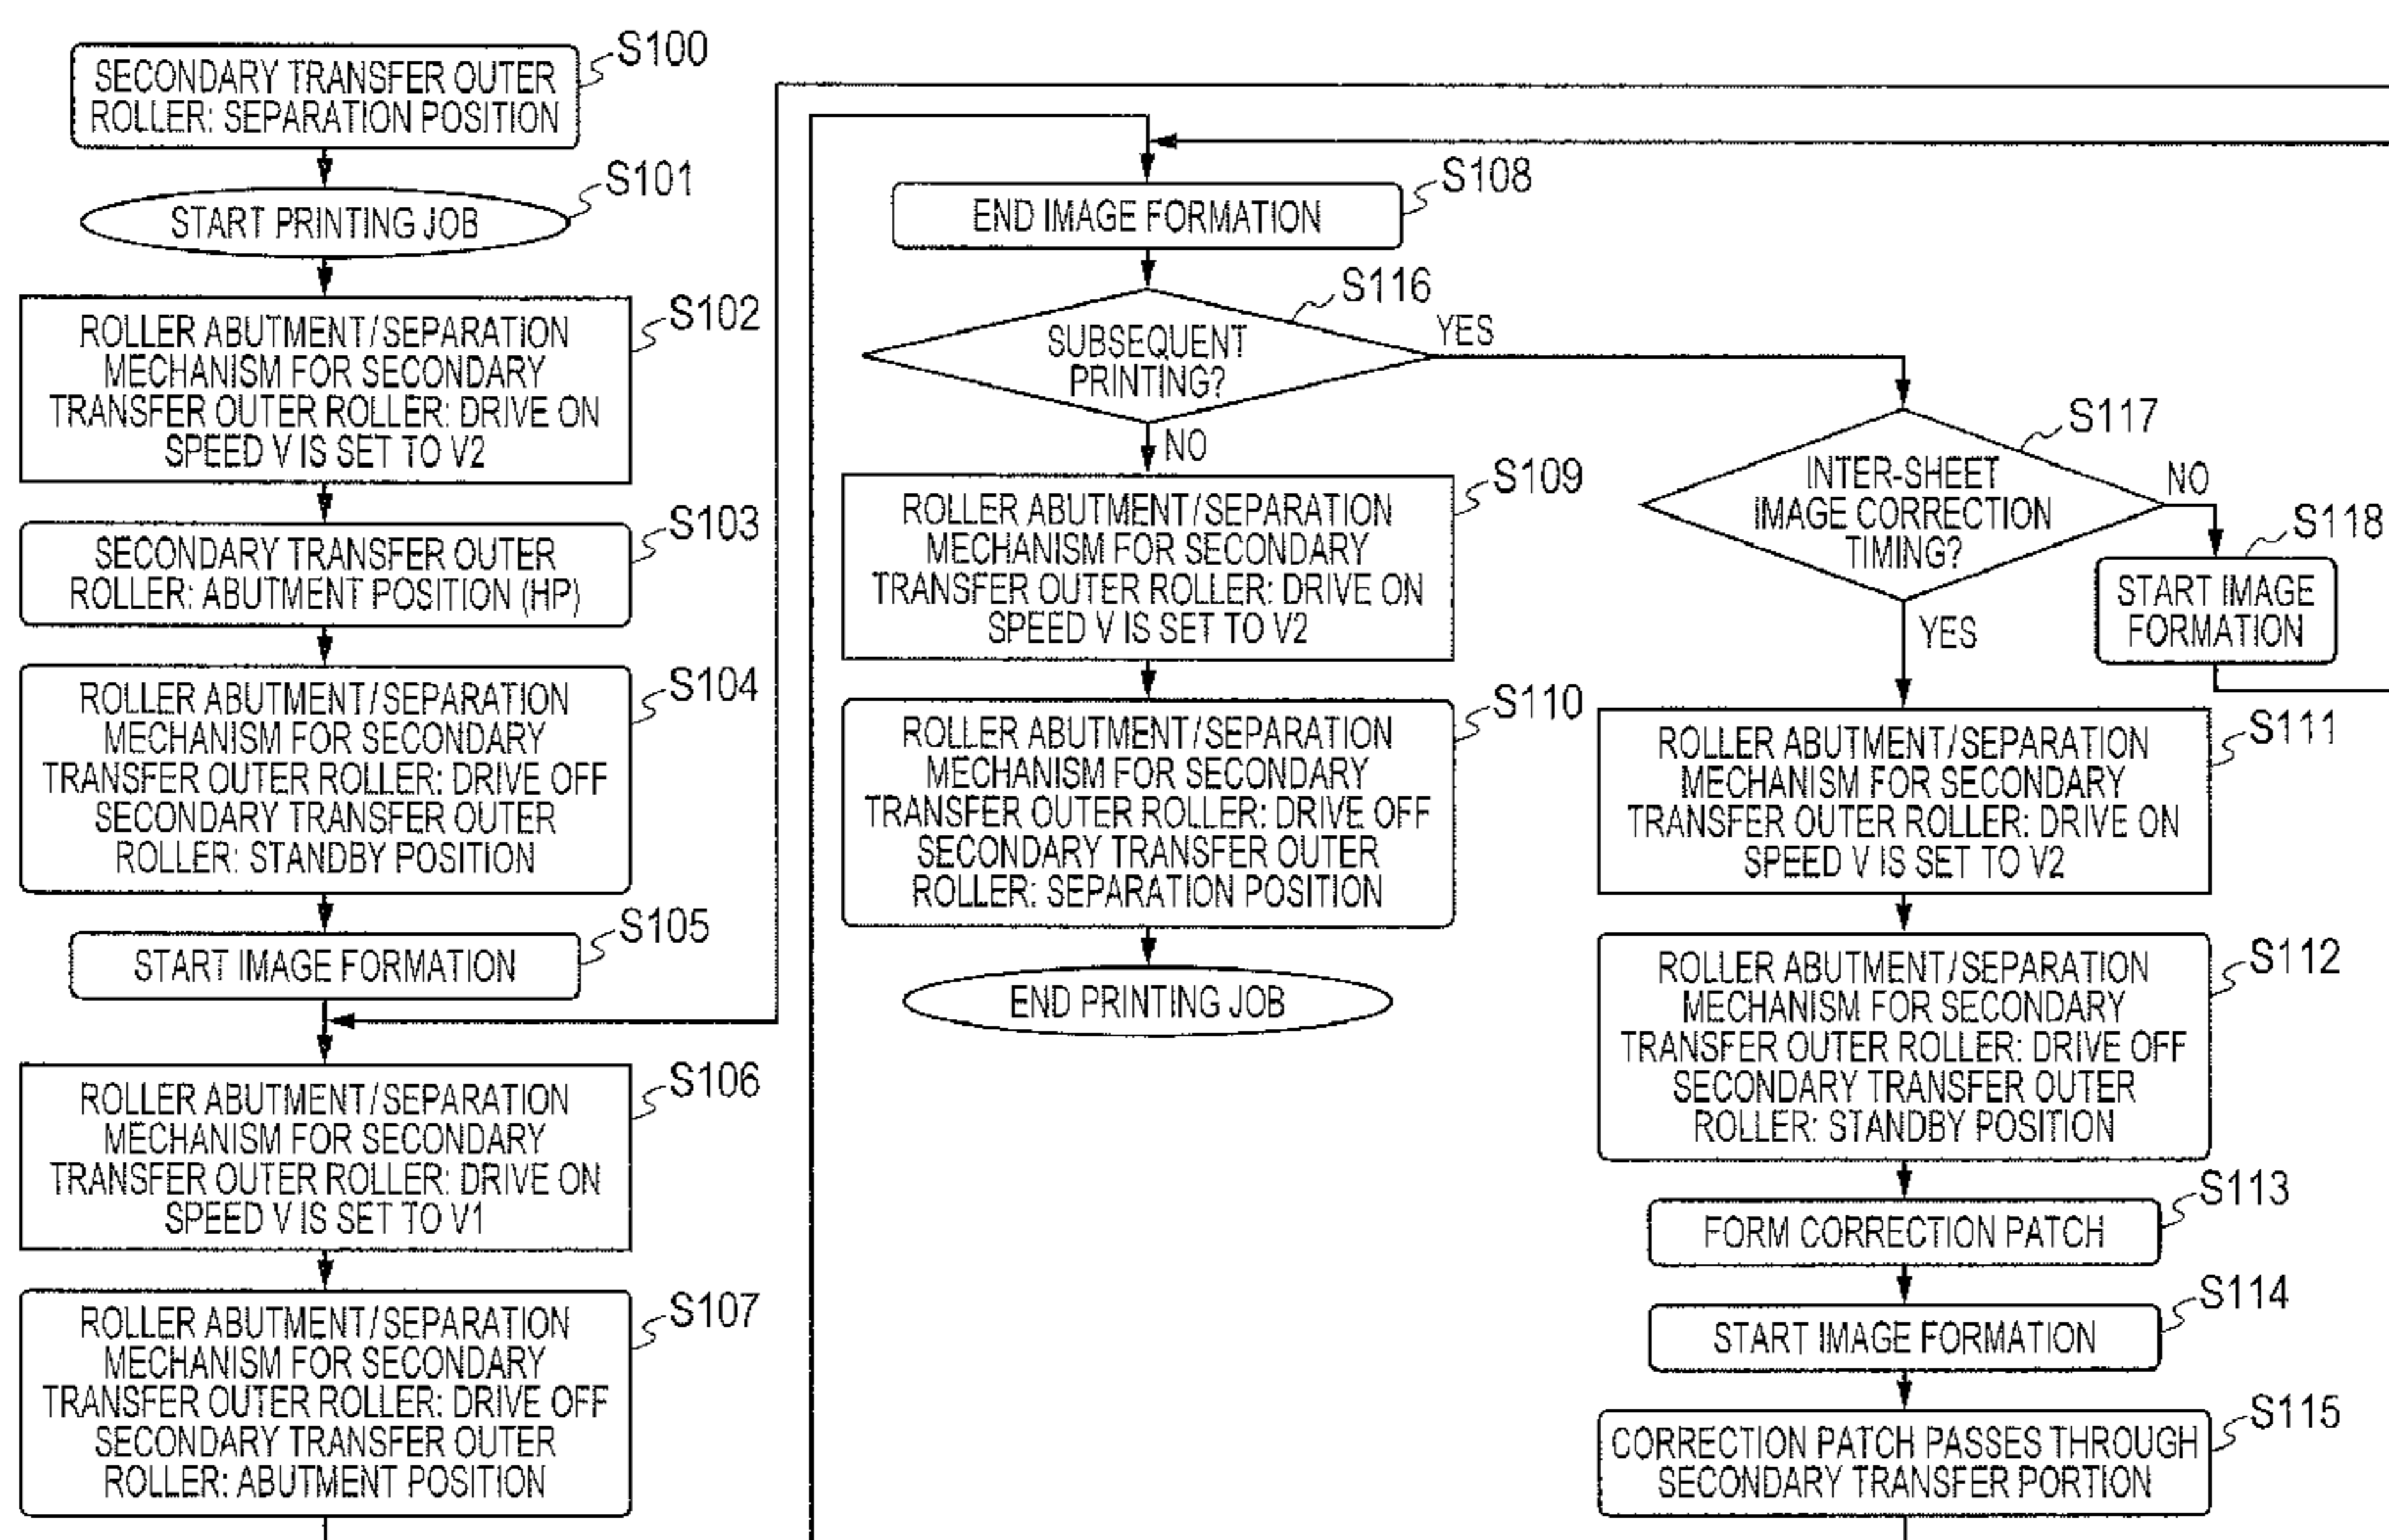 S100
SECONDARY TRANSFER OUTER
ROLLER: SEPARATION POSITION
S101
START PRINTING JOB
S102
ROLLER ABUTMENT/SEPARATION
MECHANISM FOR SECONDARY
TRANSFER OUTER ROLLER: DRIVE ON
SPEED V IS SET TO V2
S103
SECONDARY TRANSFER OUTER
ROLLER: ABUTMENT POSITION (HP)
S104
ROLLER ABUTMENT/SEPARATION
MECHANISM FOR SECONDARY
TRANSFER OUTER ROLLER: DRIVE OFF
SECONDARY TRANSFER OUTER
ROLLER: STANDBY POSITION
S105
START IMAGE FORMATION
S106
ROLLER ABUTMENT/SEPARATION
MECHANISM FOR SECONDARY
TRANSFER OUTER ROLLER: DRIVE ON
SPEED V IS SET TO V1
S107
ROLLER ABUTMENT/SEPARATION
MECHANISM FOR SECONDARY
TRANSFER OUTER ROLLER: DRIVE OFF
SECONDARY TRANSFER OUTER
ROLLER: ABUTMENT POSITION
S108
END IMAGE FORMATION
S116
SUBSEQUENT
PRINTING?
YES
NO
S109
ROLLER ABUTMENT/SEPARATION
MECHANISM FOR SECONDARY
TRANSFER OUTER ROLLER: DRIVE ON
SPEED V IS SET TO V2
S110
ROLLER ABUTMENT/SEPARATION
MECHANISM FOR SECONDARY
TRANSFER OUTER ROLLER: DRIVE OFF
SECONDARY TRANSFER OUTER
ROLLER: SEPARATION POSITION
END PRINTING JOB
S117
INTER-SHEET
IMAGE CORRECTION
TIMING?
NO
YES
S118
START IMAGE
FORMATION
S111
ROLLER ABUTMENT/SEPARATION
MECHANISM FOR SECONDARY
TRANSFER OUTER ROLLER: DRIVE ON
SPEED V IS SET TO V2
S112
ROLLER ABUTMENT/SEPARATION
MECHANISM FOR SECONDARY
TRANSFER OUTER ROLLER: DRIVE OFF
SECONDARY TRANSFER OUTER
ROLLER: STANDBY POSITION
S113
FORM CORRECTION PATCH
S114
START IMAGE FORMATION
S115
CORRECTION PATCH PASSES THROUGH
SECONDARY TRANSFER PORTION